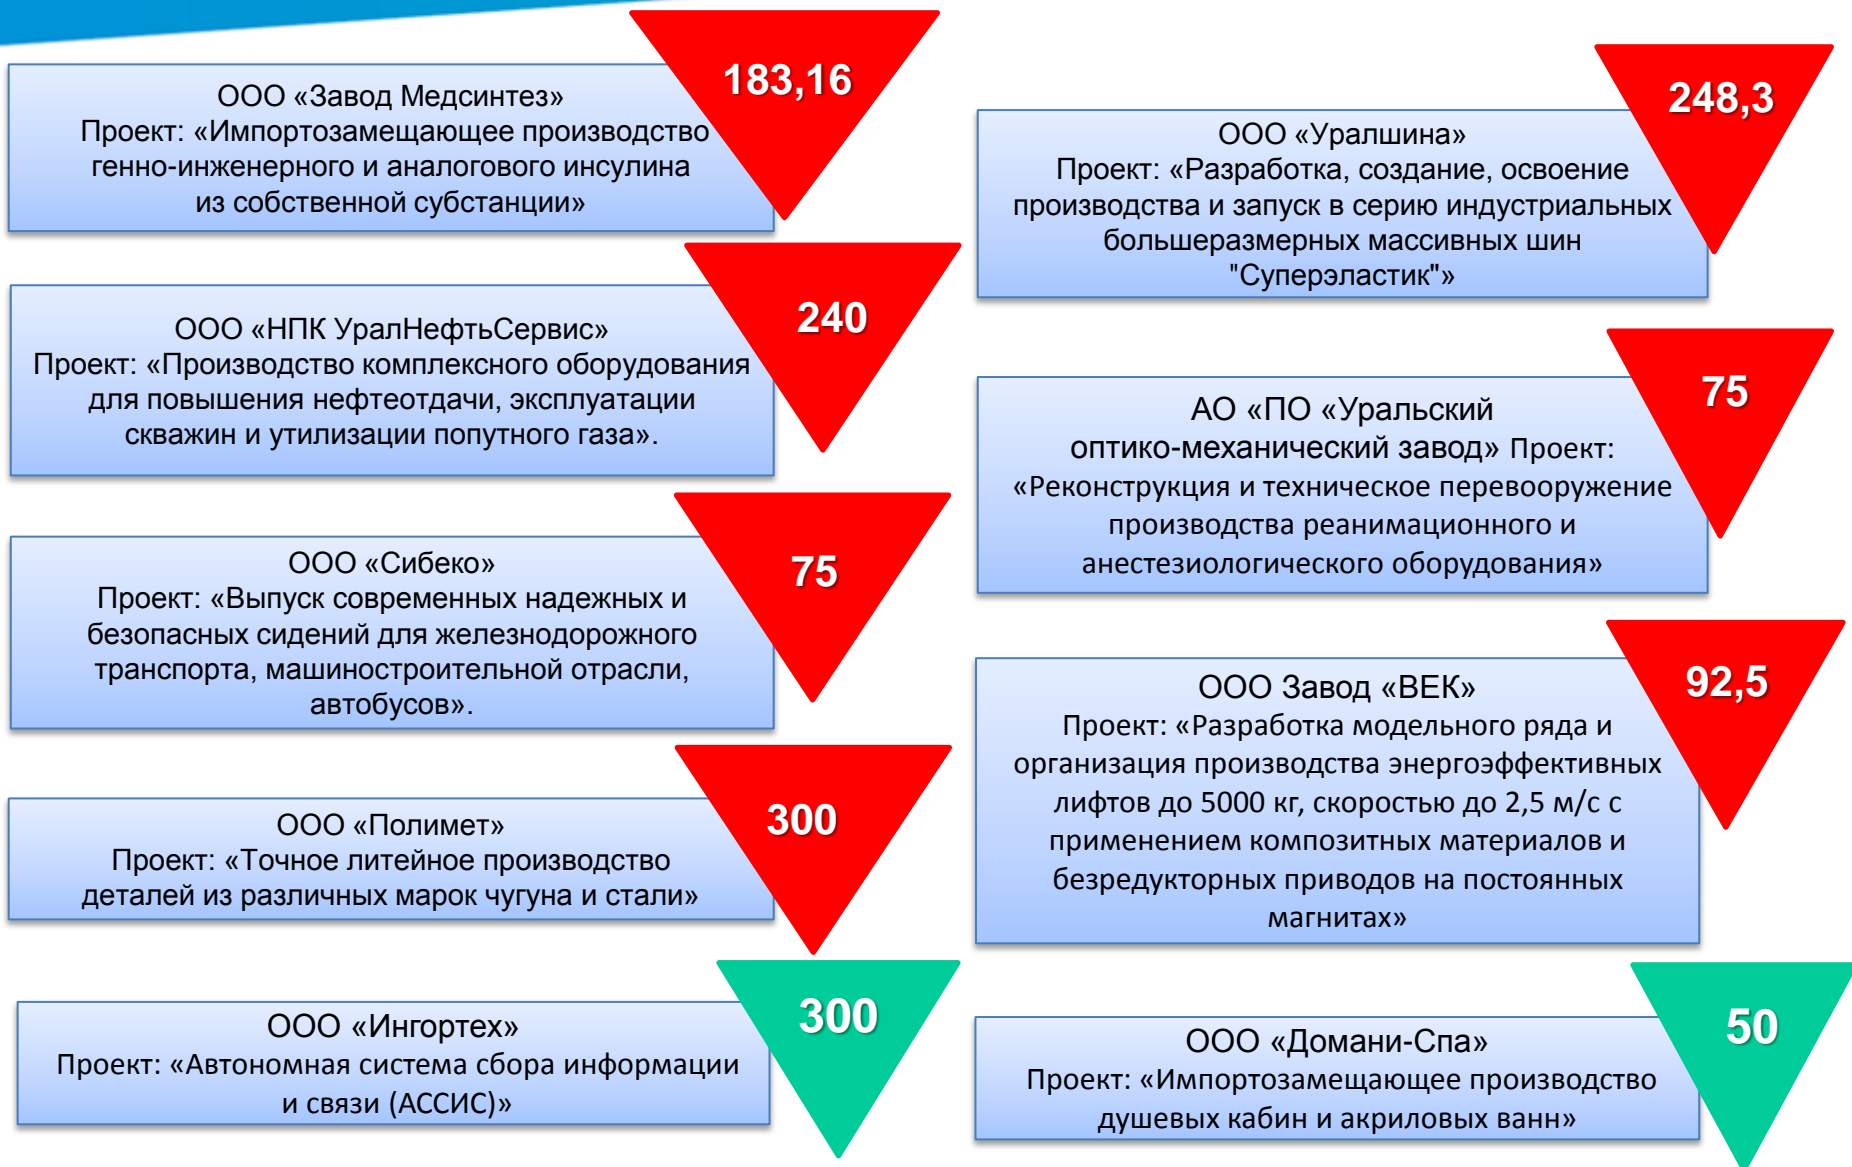 183,16
ООО «Завод Медсинтез»
Проект: «Импортозамещающее производство
генно-инженерного и аналогового инсулина
из собственной субстанции»
240
ООО «НПК УралНефтьСервис»
Проект: «Производство комплексного оборудования
для повышения нефтеотдачи, эксплуатации
скважин и утилизации попутного газа».
75
ООО «Сибеко»
Проект: «Выпуск современных надежных и
безопасных сидений для железнодорожного
транспорта, машиностроительной отрасли,
автобусов».
300
ООО «Полимет»
Проект: «Точное литейное производство
деталей из различных марок чугуна и стали»
300
ООО «Ингортех»
Проект: «Автономная система сбора информации
и связи (АССИС)»
248,3
ООО «Уралшина»
Проект: «Разработка, создание, освоение
производства и запуск в серию индустриальных
большеразмерных массивных шин
"Суперэластик"»
75
АО «ПО «Уральский
оптико-механический завод» Проект:
«Реконструкция и техническое перевооружение
производства реанимационного и
анестезиологического оборудования»
92,5
ООО Завод «ВЕК»
Проект: «Разработка модельного ряда и
организация производства энергоэффективных
лифтов до 5000 кг, скоростью до 2,5 м/с с
применением композитных материалов и
безредукторных приводов на постоянных
магнитах»
50
ООО «Домани-Спа»
Проект: «Импортозамещающее производство
душевых кабин и акриловых ванн»